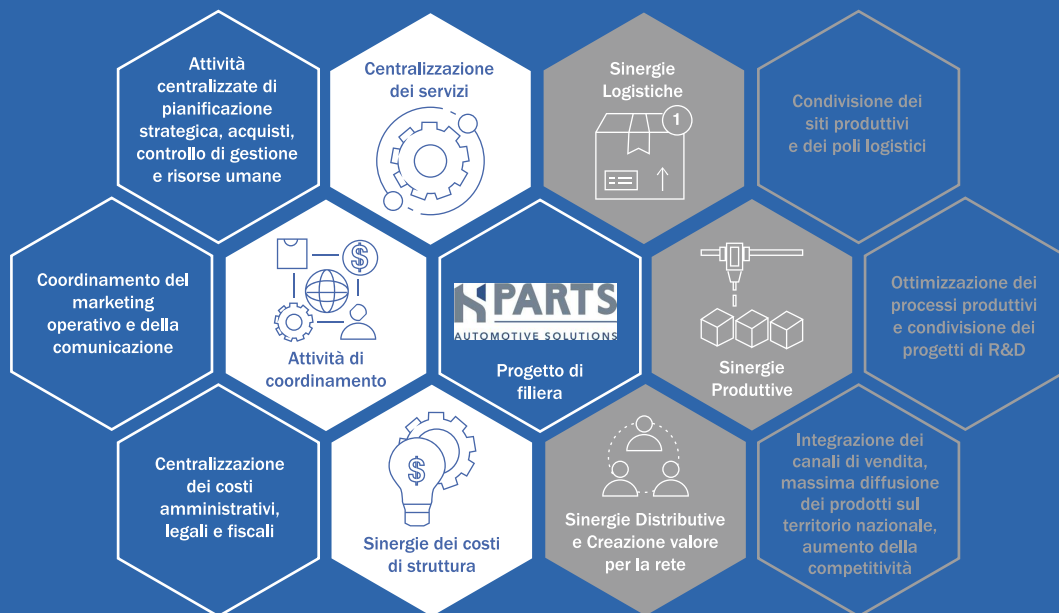 Attività
centralizzate di
pianificazione
strategica, acquisti,
controllo di gestione
e risorse umane
Centralizzazione
dei servizi
Sinergie
Logistiche
1
Condivisione dei
siti produttivi
e dei poli logistici
Coordinamento del
marketing
operativo e della
comunicazione
$
Attività di
coordinamento
PARTS
AUTOMOTIVE SOLUTIONS
Progetto di
filiera
Sinergie
Produttive
Ottimizzazione dei
processi produttivi
e condivisione dei
progetti di R&D
Centralizzazione
dei costi
amministrativi,
legali e fiscali
$
Sinergie dei costi
di struttura
Sinergie Distributive
e Creazione valore
per la rete
Integrazione dei
canali di vendita,
massima diffusione
dei prodotti sul
territorio nazionale,
aumento della
competitività